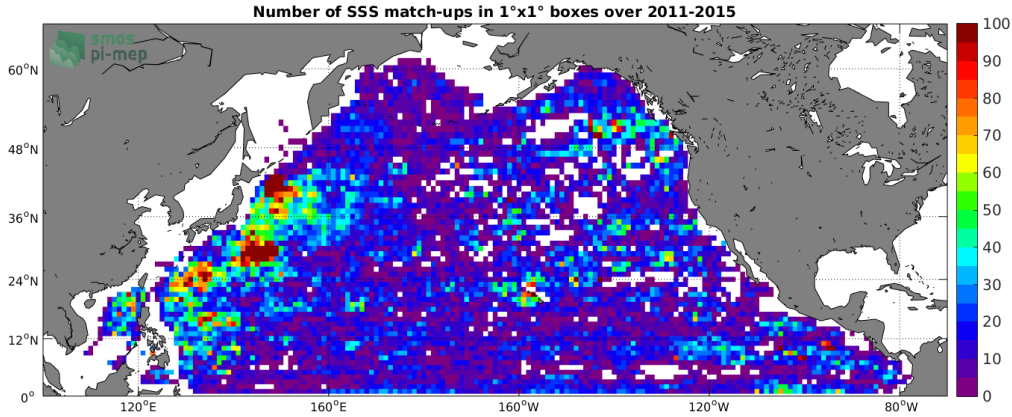 Number of SSS match-ups in 1°x1° boxes over 2011-2015
smos
pi-mep
60°N
48°N
36°N
24°N
12°N
0°
120°E
160°E
160°W
120°W
80°W
100
90
80
70
60
50
40
30
20
10
0